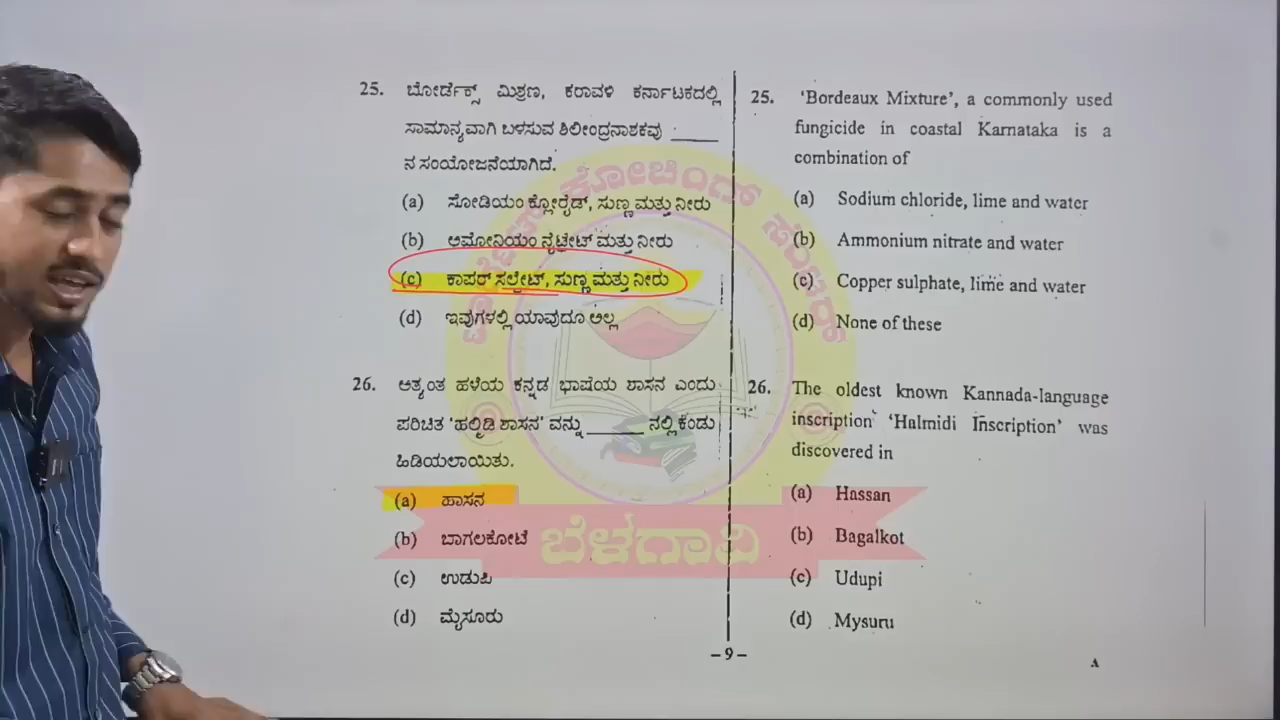 25. ಬೋರ್ಡೆಕ್ಸ್ ಮಿಶ್ರಣ, ಕರಾವಳಿ ಕರ್ನಾಟಕದಲ್ಲಿ
ಸಾಮಾನ್ಯವಾಗಿ ಬಳಸುವ ಶಿಲೀಂದ್ರನಾಶಕವು ______
ನ ಸಂಯೋಜನೆಯಾಗಿದೆ.
(a) ಸೋಡಿಯಂ ಕ್ಲೋರೈಡ್, ಸುಣ್ಣ ಮತ್ತು ನೀರು
(b) ಅಮೋನಿಯಂ ನೈಟ್ರೇಟ್ ಮತ್ತು ನೀರು
(c) ಕಾಪರ್ ಸಲ್ಫೇಟ್, ಸುಣ್ಣ ಮತ್ತು ನೀರು
(d) ಇವುಗಳಲ್ಲಿ ಯಾವುದೂ ಅಲ್ಲ
26. ಅತ್ಯಂತ ಹಳೆಯ ಕನ್ನಡ ಭಾಷೆಯ ಶಾಸನ ಎಂದು
ಪರಿಚಿತ 'ಹಲ್ಮಿಡಿ ಶಾಸನ' ವನ್ನು ______ ನಲ್ಲಿ ಕಂಡು
ಹಿಡಿಯಲಾಯಿತು.
(a) ಹಾಸನ
(b) ಬಾಗಲಕೋಟೆ
(c) ಉಡುಪಿ
(d) ಮೈಸೂರು
25. 'Bordeaux Mixture', a commonly used
fungicide in coastal Karnataka is a
combination of
(a) Sodium chloride, lime and water
(b) Ammonium nitrate and water
(c) Copper sulphate, lime and water
(d) None of these
26. The oldest known Kannada-language
inscription 'Halmidi Inscription' was
discovered in
(a) Hassan
(b) Bagalkot
(c) Udupi
(d) Mysuru
–9–
A
ಬೆಳಗಾವಿ